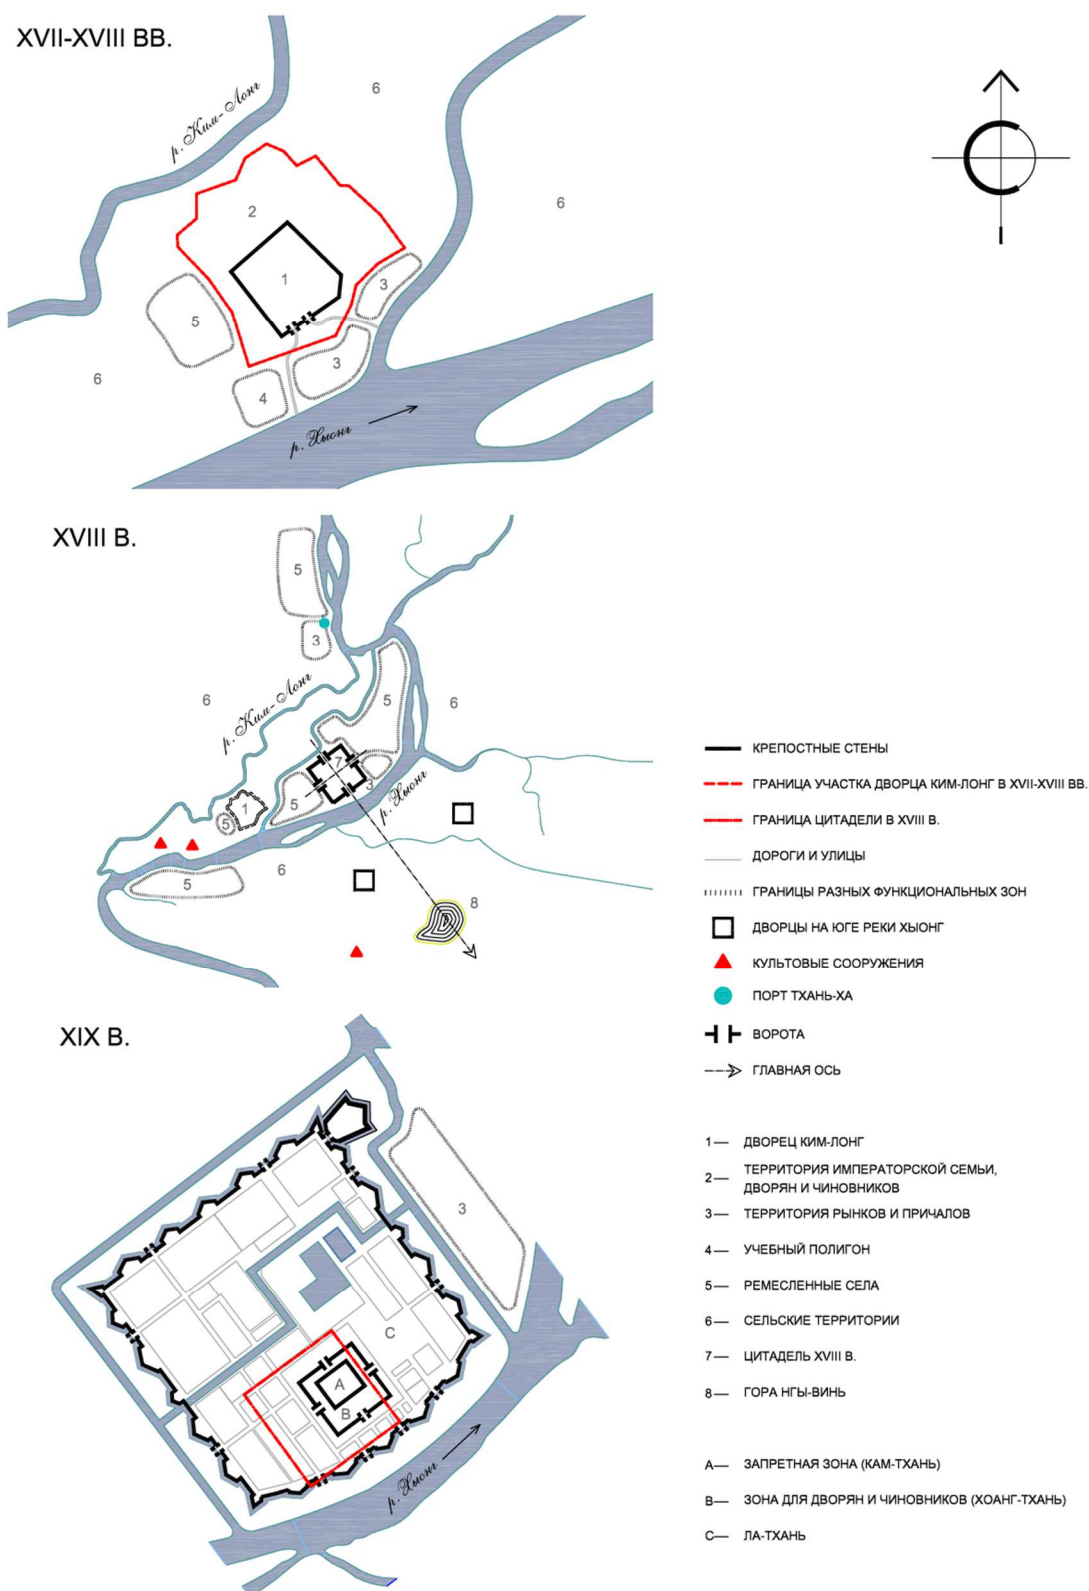 XVII-XVIII ВВ.
р. Ким-Лонг
6
6
2
1
3
5
3
6
4
р. Хыонг
XVIII В.
5
3
6
р. Ким-Лонг
5
6
7
3
5
р. Хыонг
1
5
6
5
8
XIX В.
3
C
A
B
р. Хыонг
КРЕПОСТНЫЕ СТЕНЫ
ГРАНИЦА УЧАСТКА ДВОРЦА КИМ-ЛОНГ В XVII-XVIII ВВ.
ГРАНИЦА ЦИТАДЕЛИ В XVIII В.
ДОРОГИ И УЛИЦЫ
ГРАНИЦЫ РАЗНЫХ ФУНКЦИОНАЛЬНЫХ ЗОН
ДВОРЦЫ НА ЮГЕ РЕКИ ХЫОНГ
КУЛЬТОВЫЕ СООРУЖЕНИЯ
ПОРТ ТХАНЬ-ХА
ВОРОТА
ГЛАВНАЯ ОСЬ
1— ДВОРЕЦ КИМ-ЛОНГ
2— ТЕРРИТОРИЯ ИМПЕРАТОРСКОЙ СЕМЬИ,
ДВОРЯН И ЧИНОВНИКОВ
3— ТЕРРИТОРИЯ РЫНКОВ И ПРИЧАЛОВ
4— УЧЕБНЫЙ ПОЛИГОН
5— РЕМЕСЛЕННЫЕ СЕЛА
6— СЕЛЬСКИЕ ТЕРРИТОРИИ
7— ЦИТАДЕЛЬ XVIII В.
8— ГОРА НГЫ-ВИНЬ
A— ЗАПРЕТНАЯ ЗОНА (КАМ-ТХАНЬ)
B— ЗОНА ДЛЯ ДВОРЯН И ЧИНОВНИКОВ (ХОАНГ-ТХАНЬ)
C— ЛА-ТХАНЬ